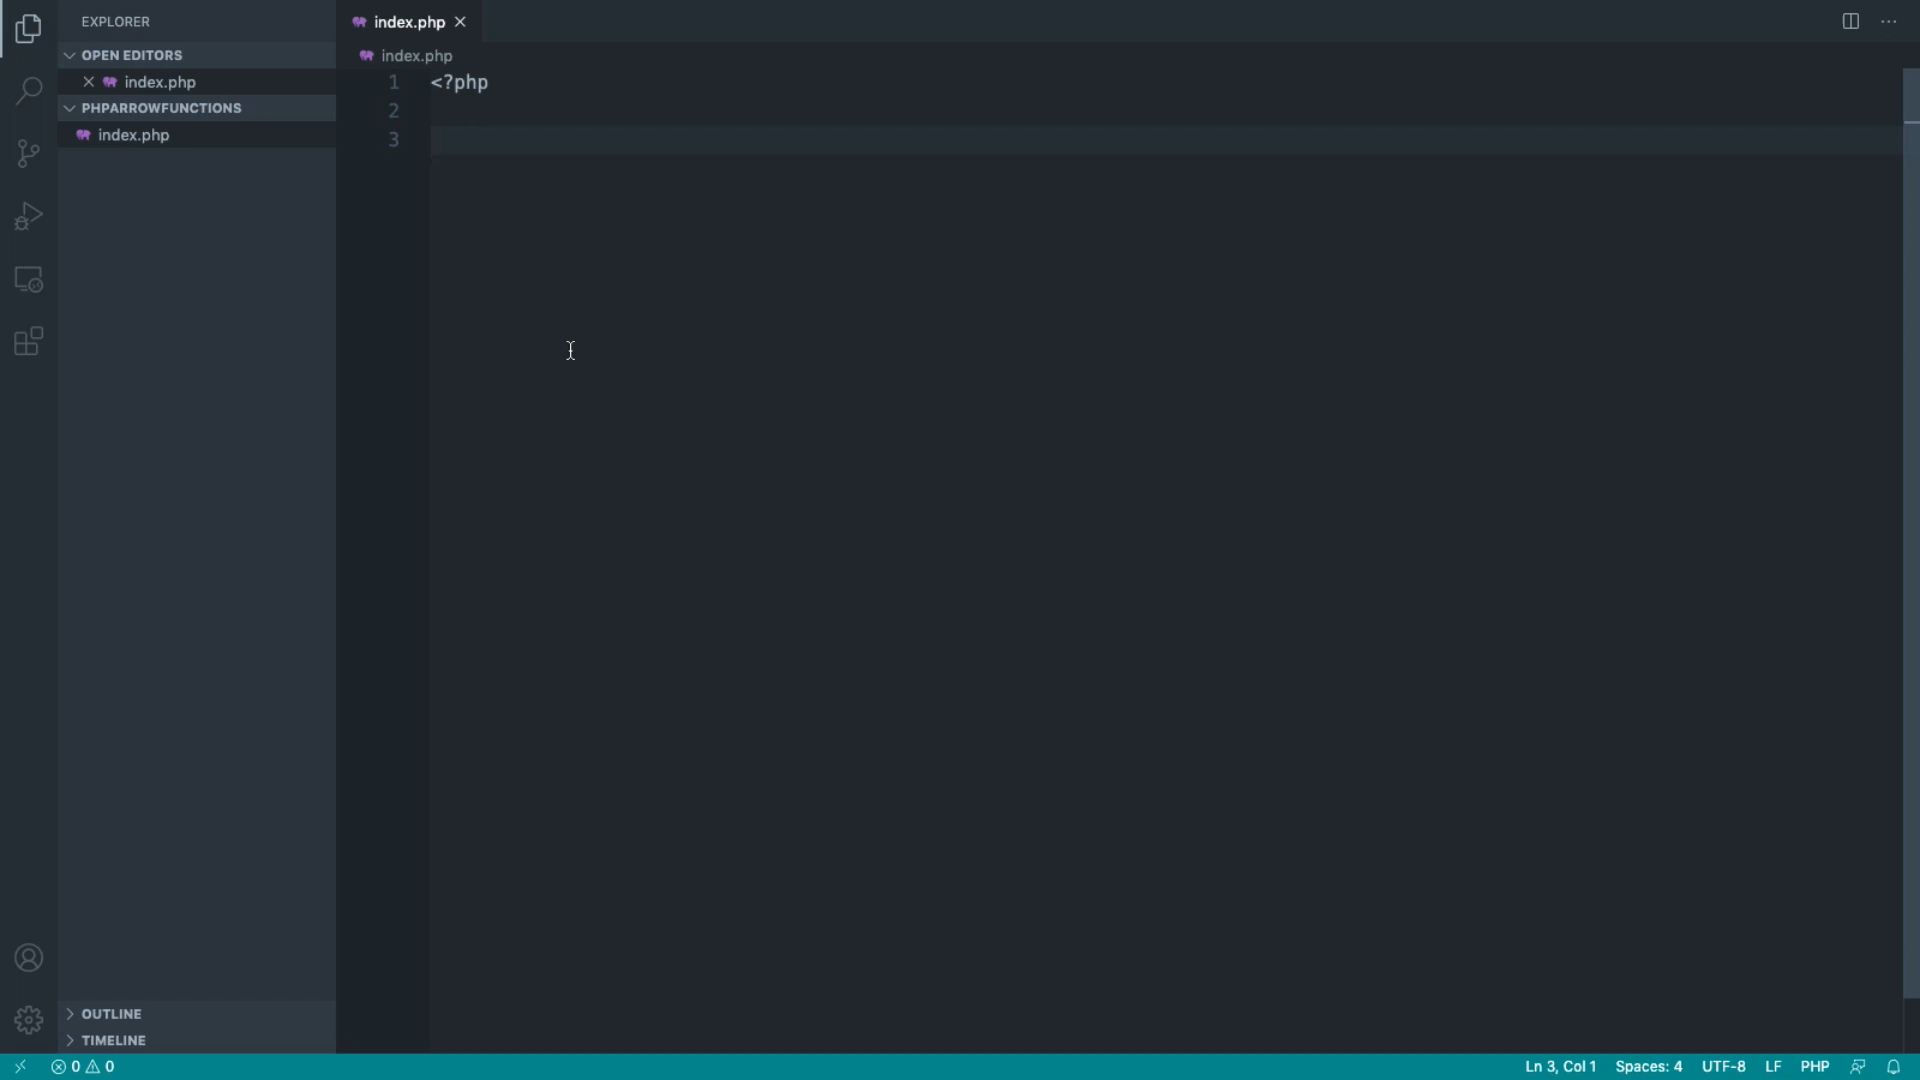 EXPLORER
OPEN EDITORS
index.php
PHPARROWFUNCTIONS
index.php
OUTLINE
TIMELINE
index.php
index.php
1 <?php
2
3
0 0
Ln 3, Col 1 Spaces: 4 UTF-8 LF PHP